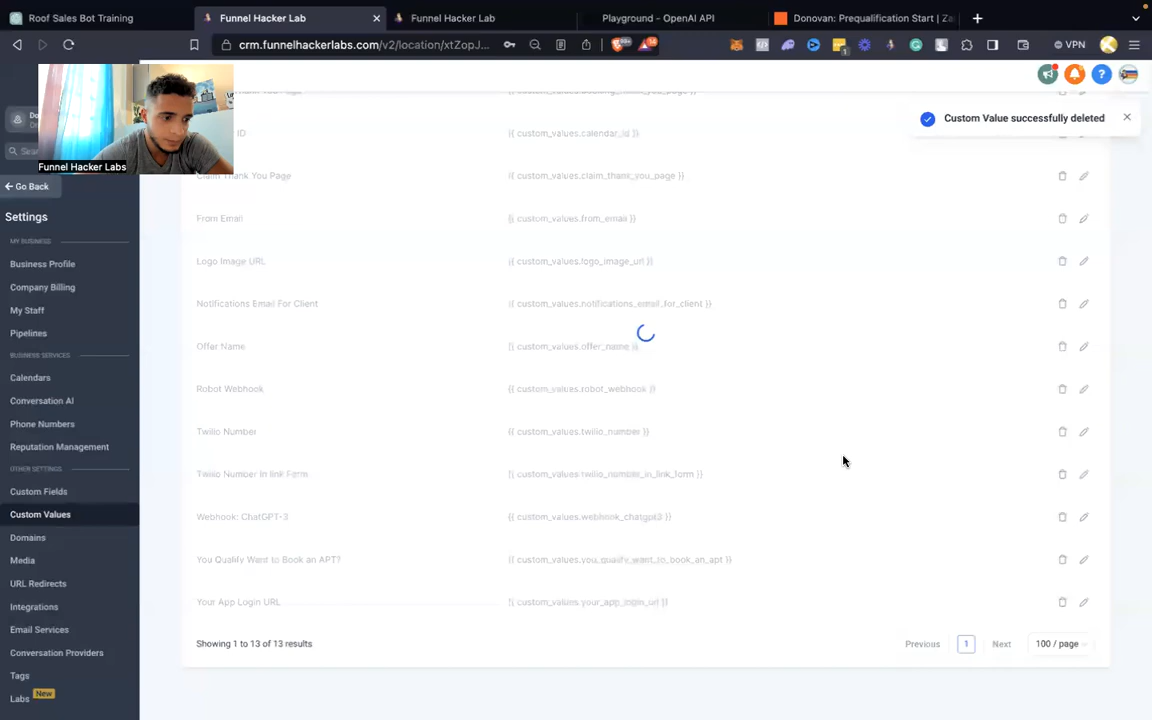 Roof Sales Bot Training
Funnel Hacker Lab
Funnel Hacker Lab
Playground - OpenAI API
Donovan: Prequalification Start | Za
crm.funnelhackerlabs.com/v2/location/xtZopJ...
VPN
Custom Value successfully deleted
ID
{{ custom_values.calendar_id }}
Funnel Hacker Labs
Claim Thank You Page
{{ custom_values.claim_thank_you_page }}
Go Back
Settings
From Email
{{ custom_values.from_email }}
MY BUSINESS
Business Profile
Logo Image URL
{{ custom_values.logo_image_url }}
Company Billing
My Staff
Notifications Email For Client
{{ custom_values.notifications_email_for_client }}
Pipelines
BUSINESS SERVICES
Offer Name
{{ custom_values.offer_name }}
Calendars
Robot Webhook
{{ custom_values.robot_webhook }}
Conversation AI
Phone Numbers
Twilio Number
{{ custom_values.twilio_number }}
Reputation Management
OTHER SETTINGS
Twilio Number In link Form
{{ custom_values.twilio_number_in_link_form }}
Custom Fields
Custom Values
Webhook: ChatGPT-3
{{ custom_values.webhook_chatgpt3 }}
Domains
Media
You Qualify Want to Book an APT?
{{ custom_values.you_qualify_want_to_book_an_apt }}
URL Redirects
Integrations
Your App Login URL
{{ custom_values.your_app_login_url }}
Email Services
Showing 1 to 13 of 13 results
Previous
1
Next
100 / page
Conversation Providers
Tags
Labs
New